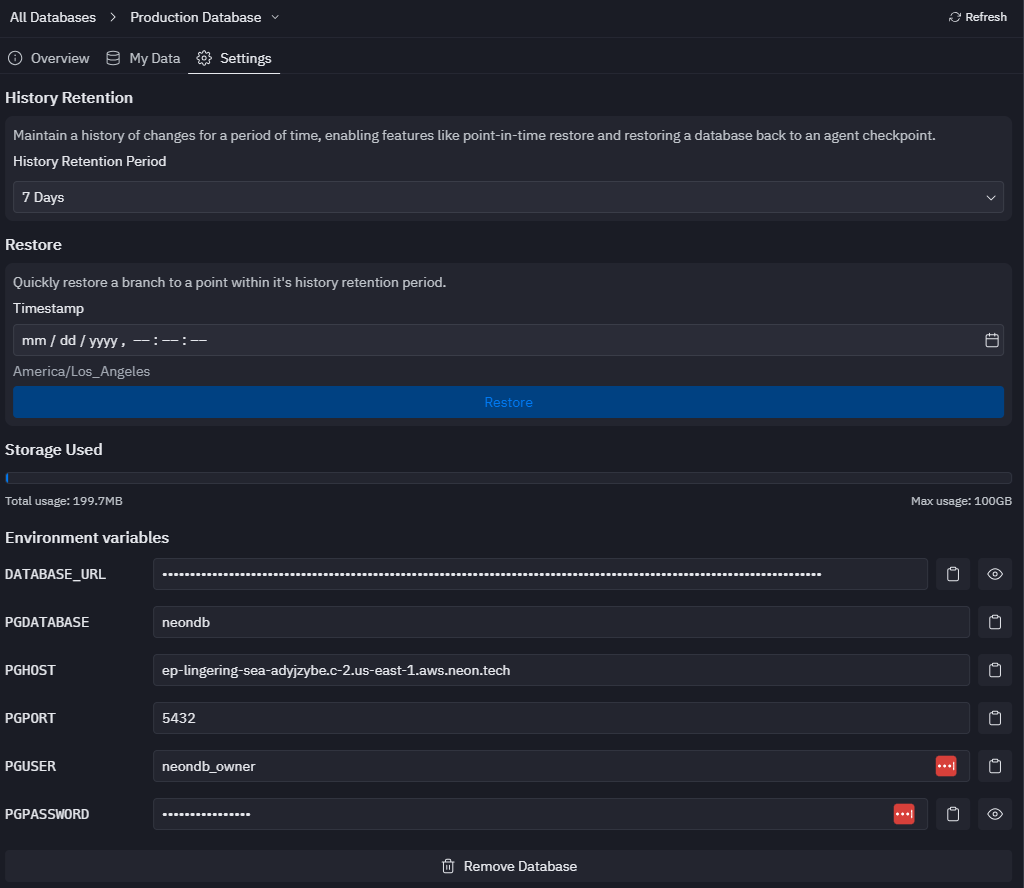 All Databases > Production Database
Refresh
Overview
My Data
Settings
History Retention
Maintain a history of changes for a period of time, enabling features like point-in-time restore and restoring a database back to an agent checkpoint.
History Retention Period
7 Days
Restore
Quickly restore a branch to a point within it's history retention period.
Timestamp
mm / dd / yyyy , -- : -- : --
America/Los_Angeles
Restore
Storage Used
Total usage: 199.7MB
Max usage: 100GB
Environment variables
DATABASE_URL
PGDATABASE
neondb
PGHOST
ep-lingering-sea-adyjzybe.c-2.us-east-1.aws.neon.tech
PGPORT
5432
PGUSER
neondb_owner
PGPASSWORD
Remove Database